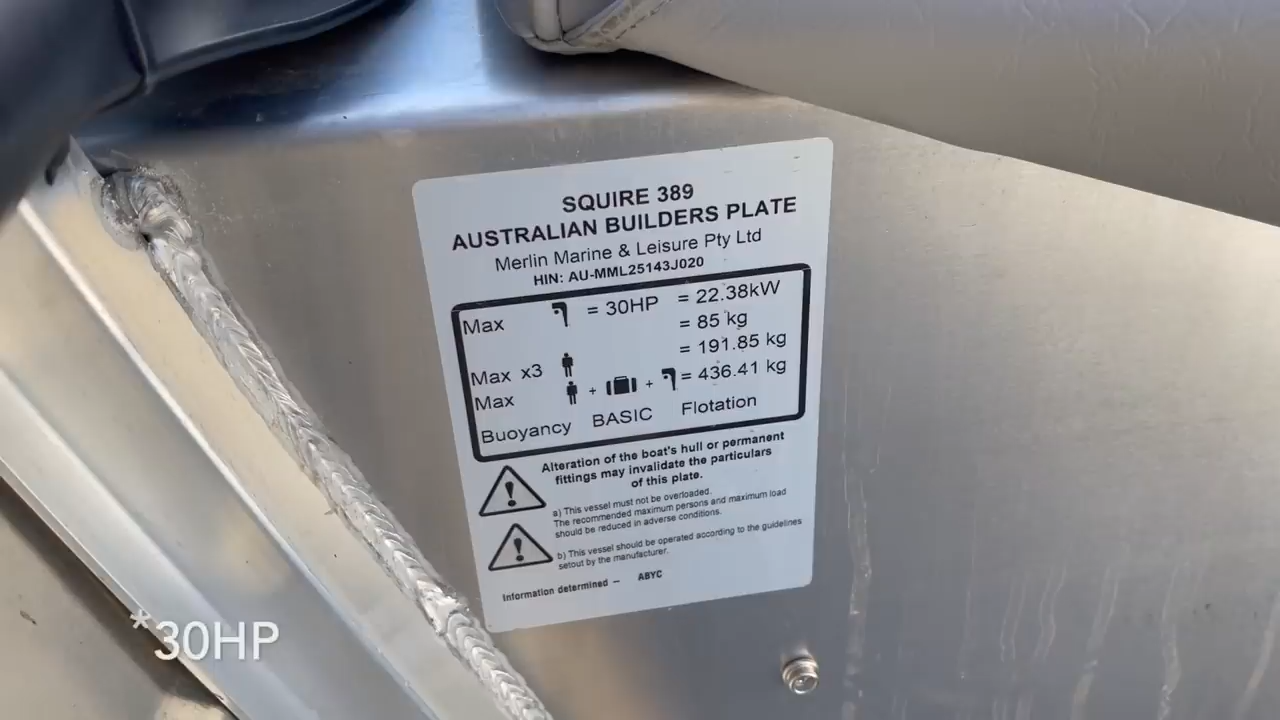 SQUIRE 389
AUSTRALIAN BUILDERS PLATE
Merlin Marine & Leisure Pty Ltd
HIN: AU-MML25143J020
Max = 30HP = 22.38kW
= 85 kg
Max x3 = 191.85 kg
Max + + = 436.41 kg
Buoyancy BASIC Flotation
Alteration of the boat's hull or permanent
fittings may invalidate the particulars
of this plate.
a) This vessel must not be overloaded.
The recommended maximum persons and maximum load
should be reduced in adverse conditions.
b) This vessel should be operated according to the guidelines
setout by the manufacturer.
Information determined – ABYC
*30HP